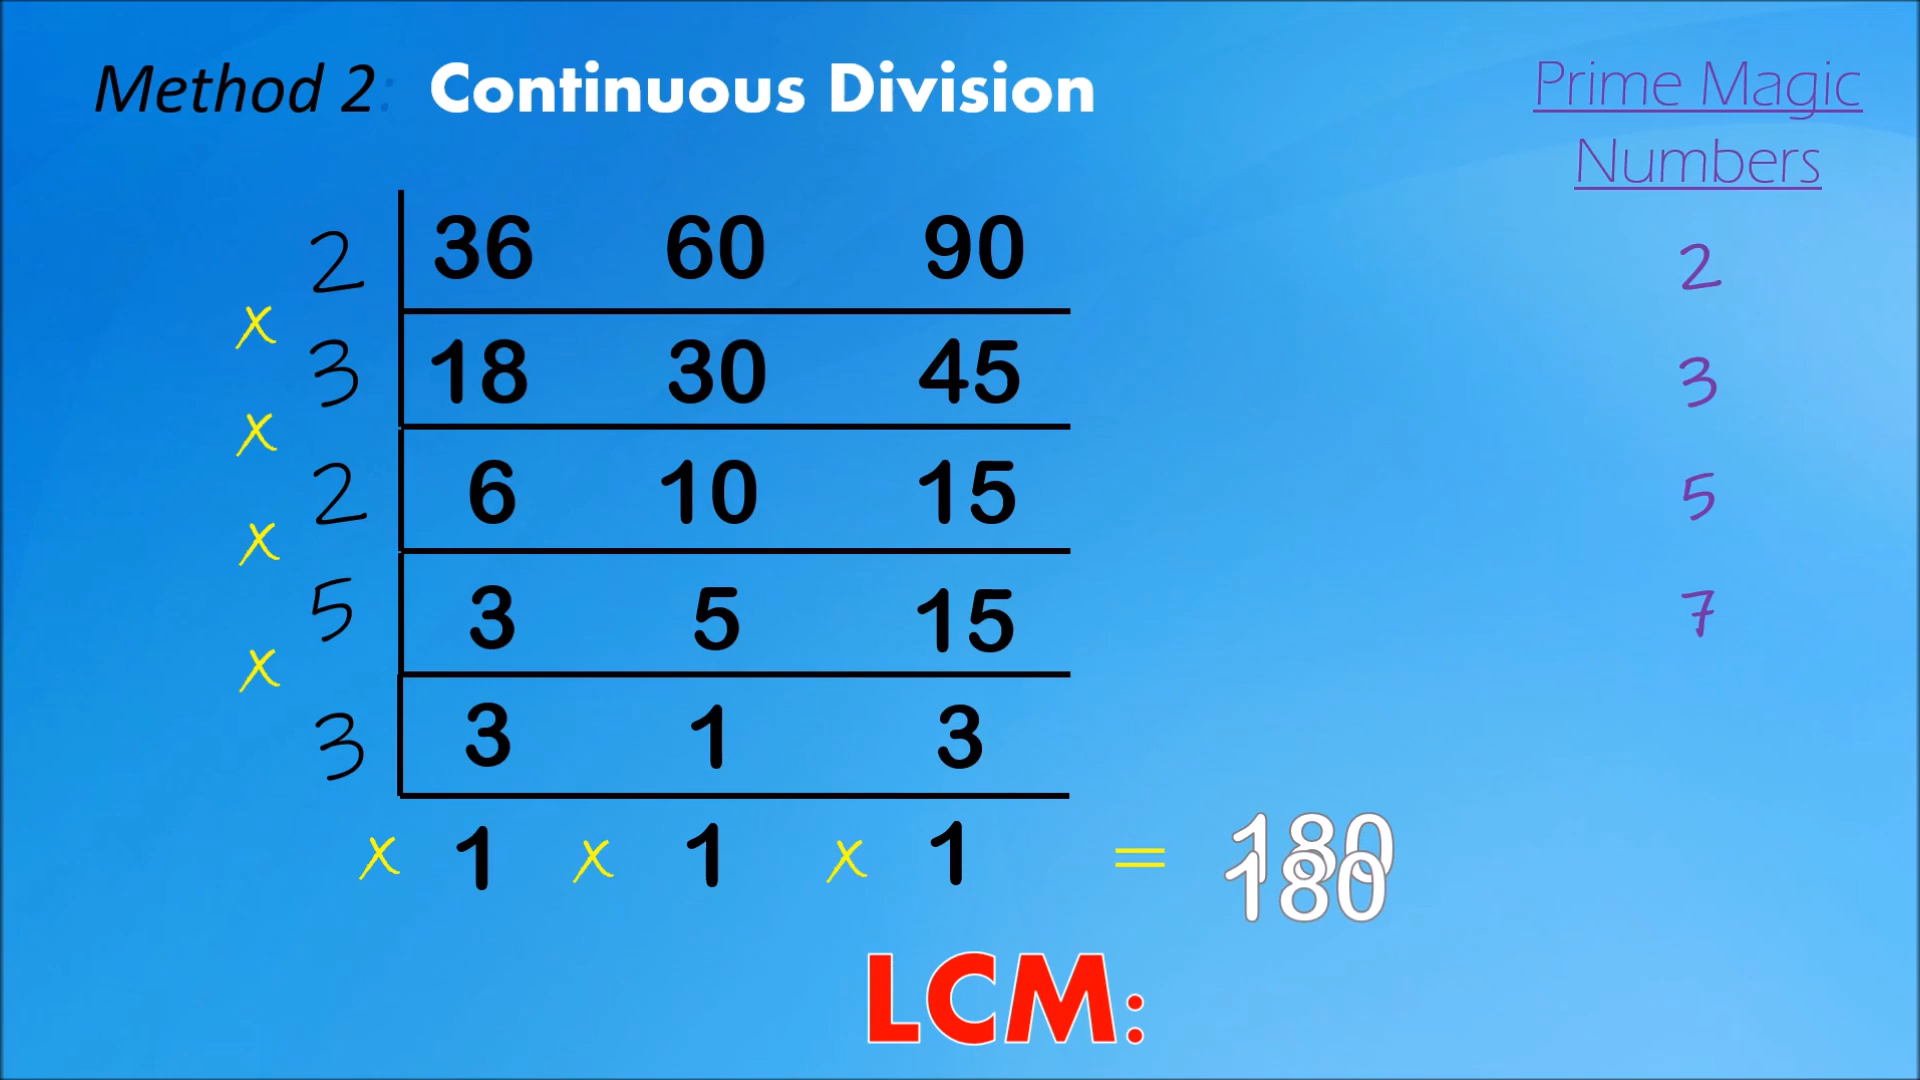 Method 2: Continuous Division
Prime Magic
Numbers
2 36 60 90
x
3 18 30 45
x
2 6 10 15
x
5 3 5 15
x
3 3 1 3
x 1 x 1 x 1 = 180
180
2
3
5
7
LCM: